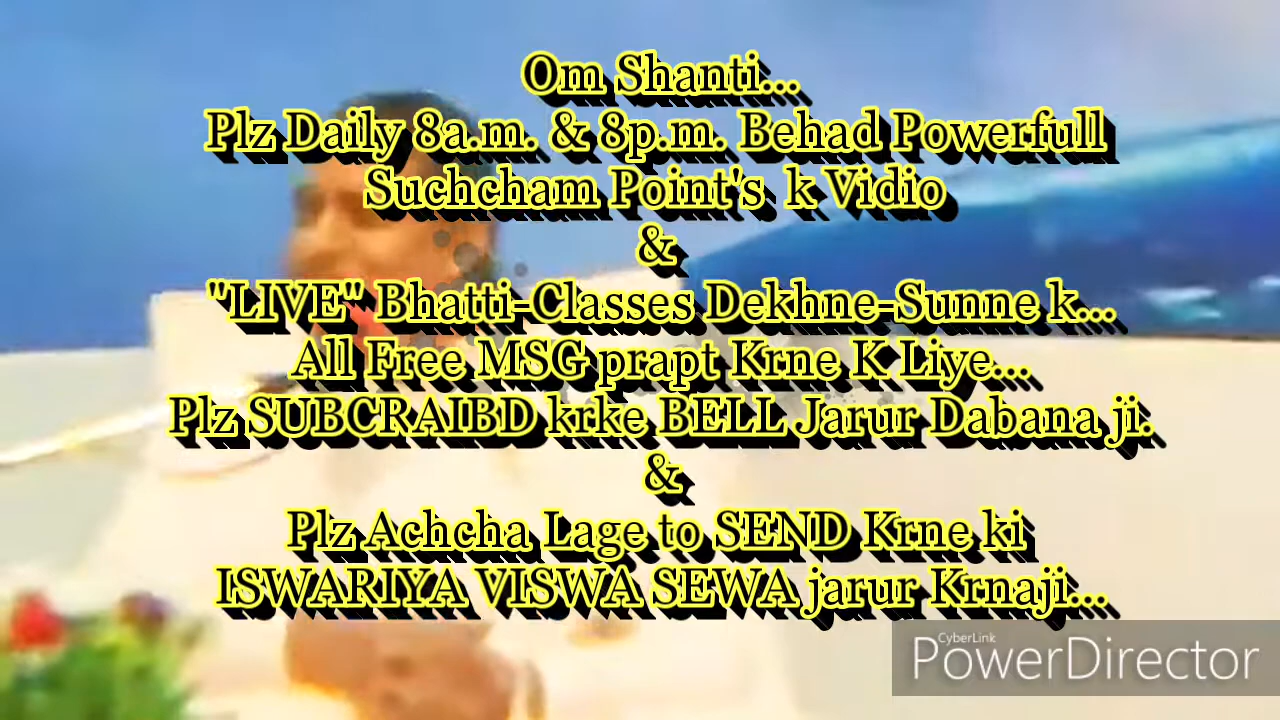 Om Shanti...
Plz Daily 8a.m. & 8p.m. Behad Powerfull
Suchcham Point's k Vidio
&
"LIVE" Bhatti-Classes Dekhne-Sunne k...
All Free MSG prapt Krne K Liye...
Plz SUBCRAIBD krke BELL Jarur Dabana ji.
&
Plz Achcha Lage to SEND Krne ki
ISWARIYA VISWA SEWA jarur Krnaji...
CyberLink
PowerDirector